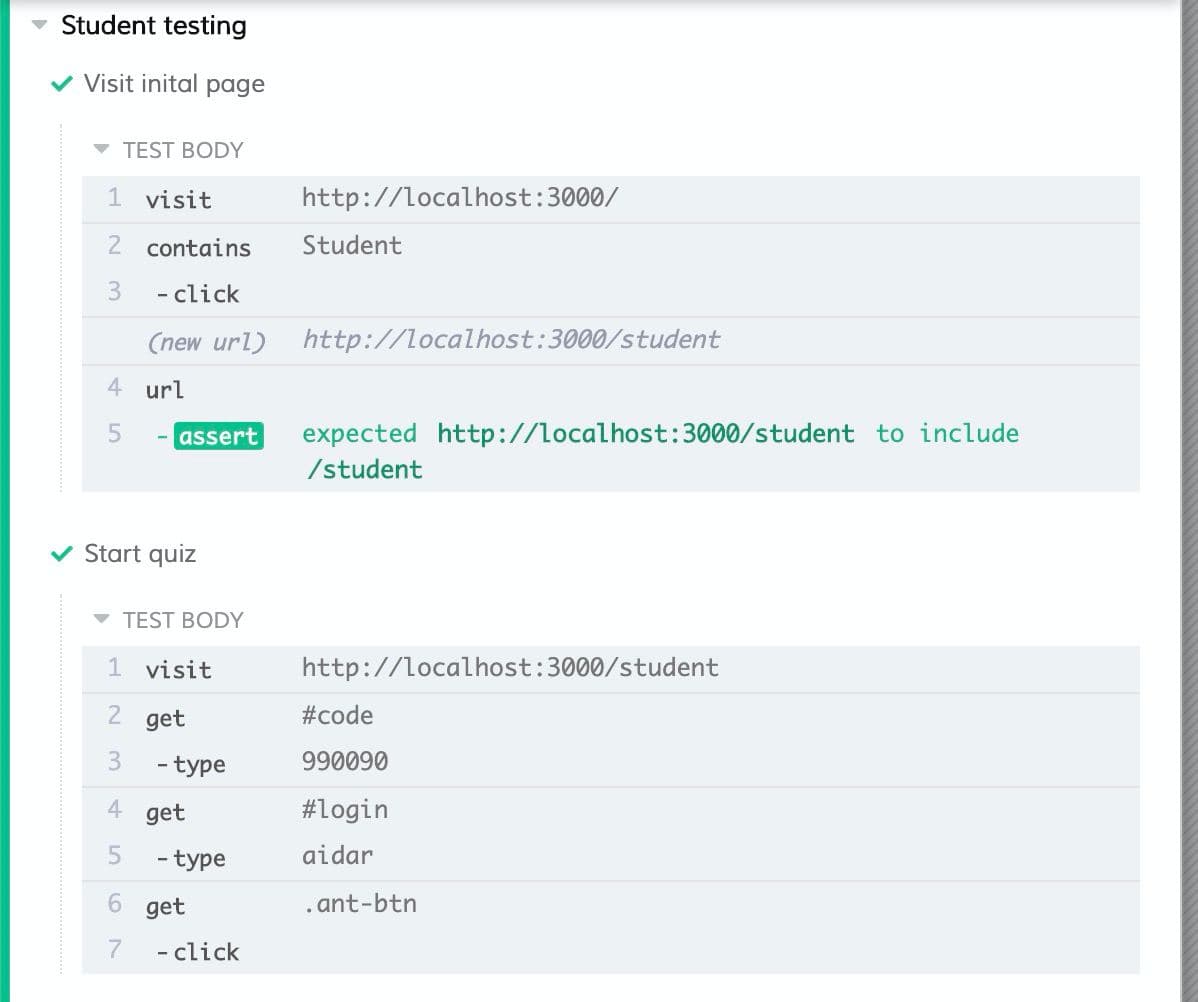 Student testing
Visit inital page
TEST BODY
1 visit http://localhost:3000/
2 contains Student
3 -click
(new url) http://localhost:3000/student
4 url
5 -assert expected http://localhost:3000/student to include
/student
Start quiz
TEST BODY
1 visit http://localhost:3000/student
2 get #code
3 -type 990090
4 get #login
5 -type aidar
6 get .ant-btn
7 -click